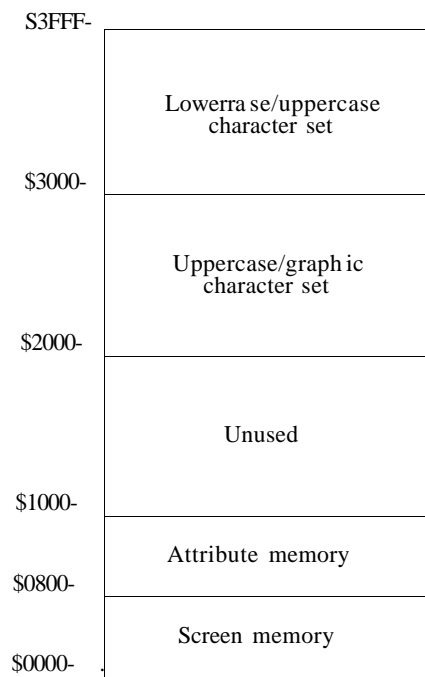 S3FFF-
Lowerra se/uppercase
character set
$3000-
Uppercase/graph ic
character set
$2000-
Unused
$1000-
Attribute memory
$0800-
Screen memory
$0000- .